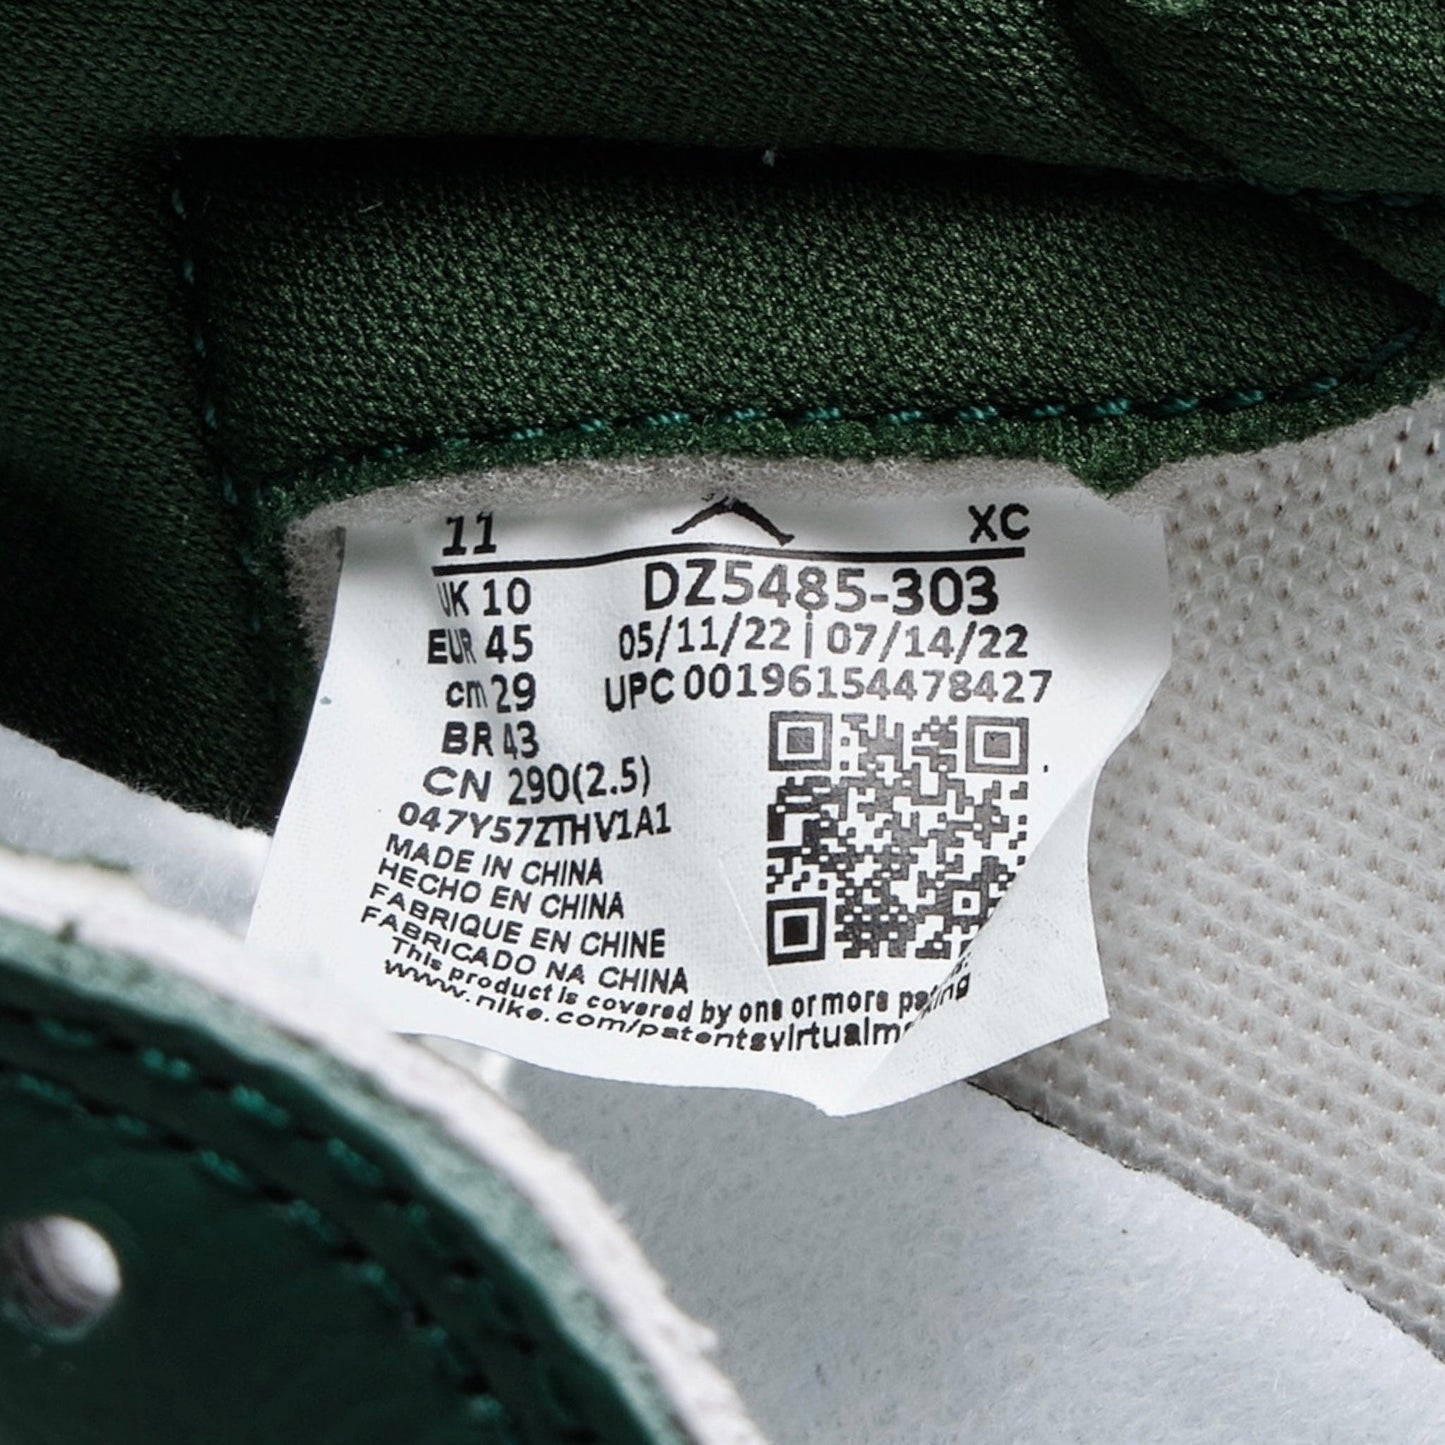 11 XC
UK 10 DZ5485-303
EUR 45 05/11/22 | 07/14/22
cm 29 UPC 00196154478427
BR 43
CN 290(2.5)
047Y57ZTHV1A1
MADE IN CHINA
HECHO EN CHINA
FABRIQUE EN CHINE
FABRICADO NA CHINA
This product is covered by one or more
www.nike.com/patents